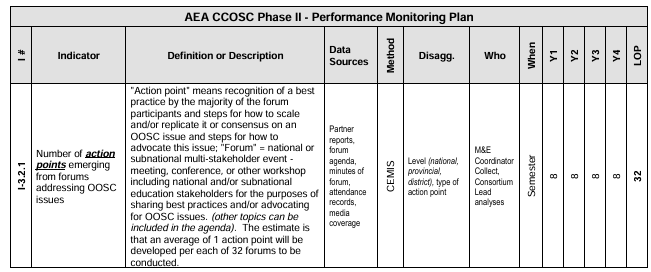 AEA CCOSC Phase II - Performance Monitoring Plan
I #
Indicator
Definition or Description
Data
Sources
Method
Disagg.
Who
When
Y1
Y2
Y3
Y4
LOP
I-3.2.1
Number of action
points emerging
from forums
addressing OOSC
issues
"Action point" means recognition of a best
practice by the majority of the forum
participants and steps for how to scale
and/or replicate it or consensus on an
OOSC issue and steps for how to
advocate this issue; "Forum" = national or
subnational multi-stakeholder event -
meeting, conference, or other workshop
including national and/or subnational
education stakeholders for the purposes of
sharing best practices and/or advocating
for OOSC issues. (other topics can be
included in the agenda). The estimate is
that an average of 1 action point will be
developed per each of 32 forums to be
conducted.
Partner
reports,
forum
agenda,
minutes of
forum,
attendance
records,
media
coverage
CEMIS
Level (national,
provincial,
district), type of
action point
M&E
Coordinator
Collect,
Consortium
Lead
analyses
Semester
8
8
8
8
32